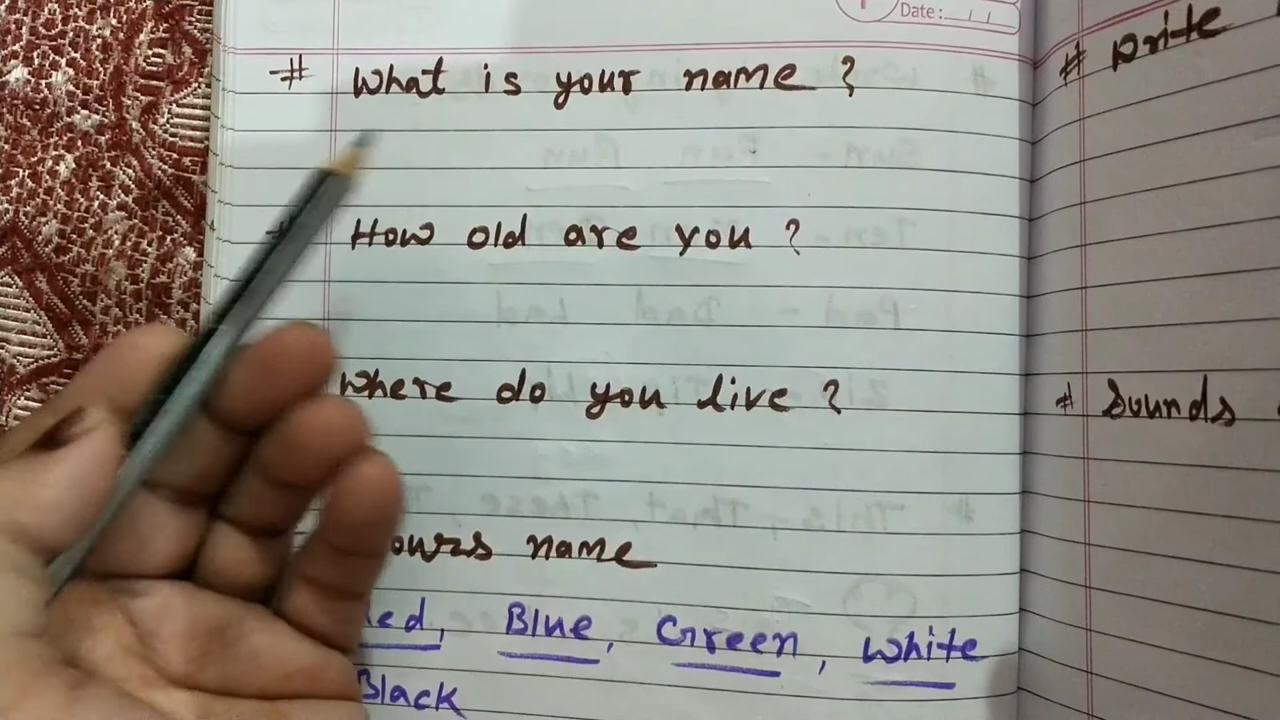 Date:
# What is your name ?
How old are you ?
Where do you live ?
name
Blue, Green, White
Black
# Write
# Sounds